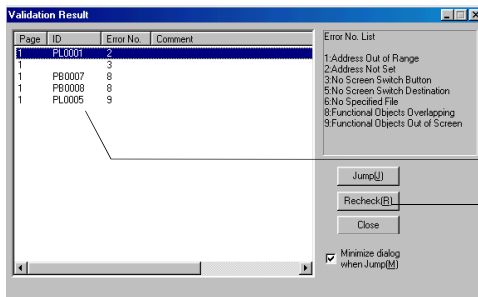 Validation Result
Page ID Error No. Comment
1 PL0001 2
1 3
1 PB0007 8
1 PB0008 8
1 PL0005 9
Error No. List
1:Address Out of Range
2:Address Not Set
3:No Screen Switch Button
5:No Screen Switch Destination
6:No Specified File
8:Functional Objects Overlapping
9:Functional Objects Out of Screen
Jump(J)
Recheck(R)
Close
Minimize dialog
when Jump(M)